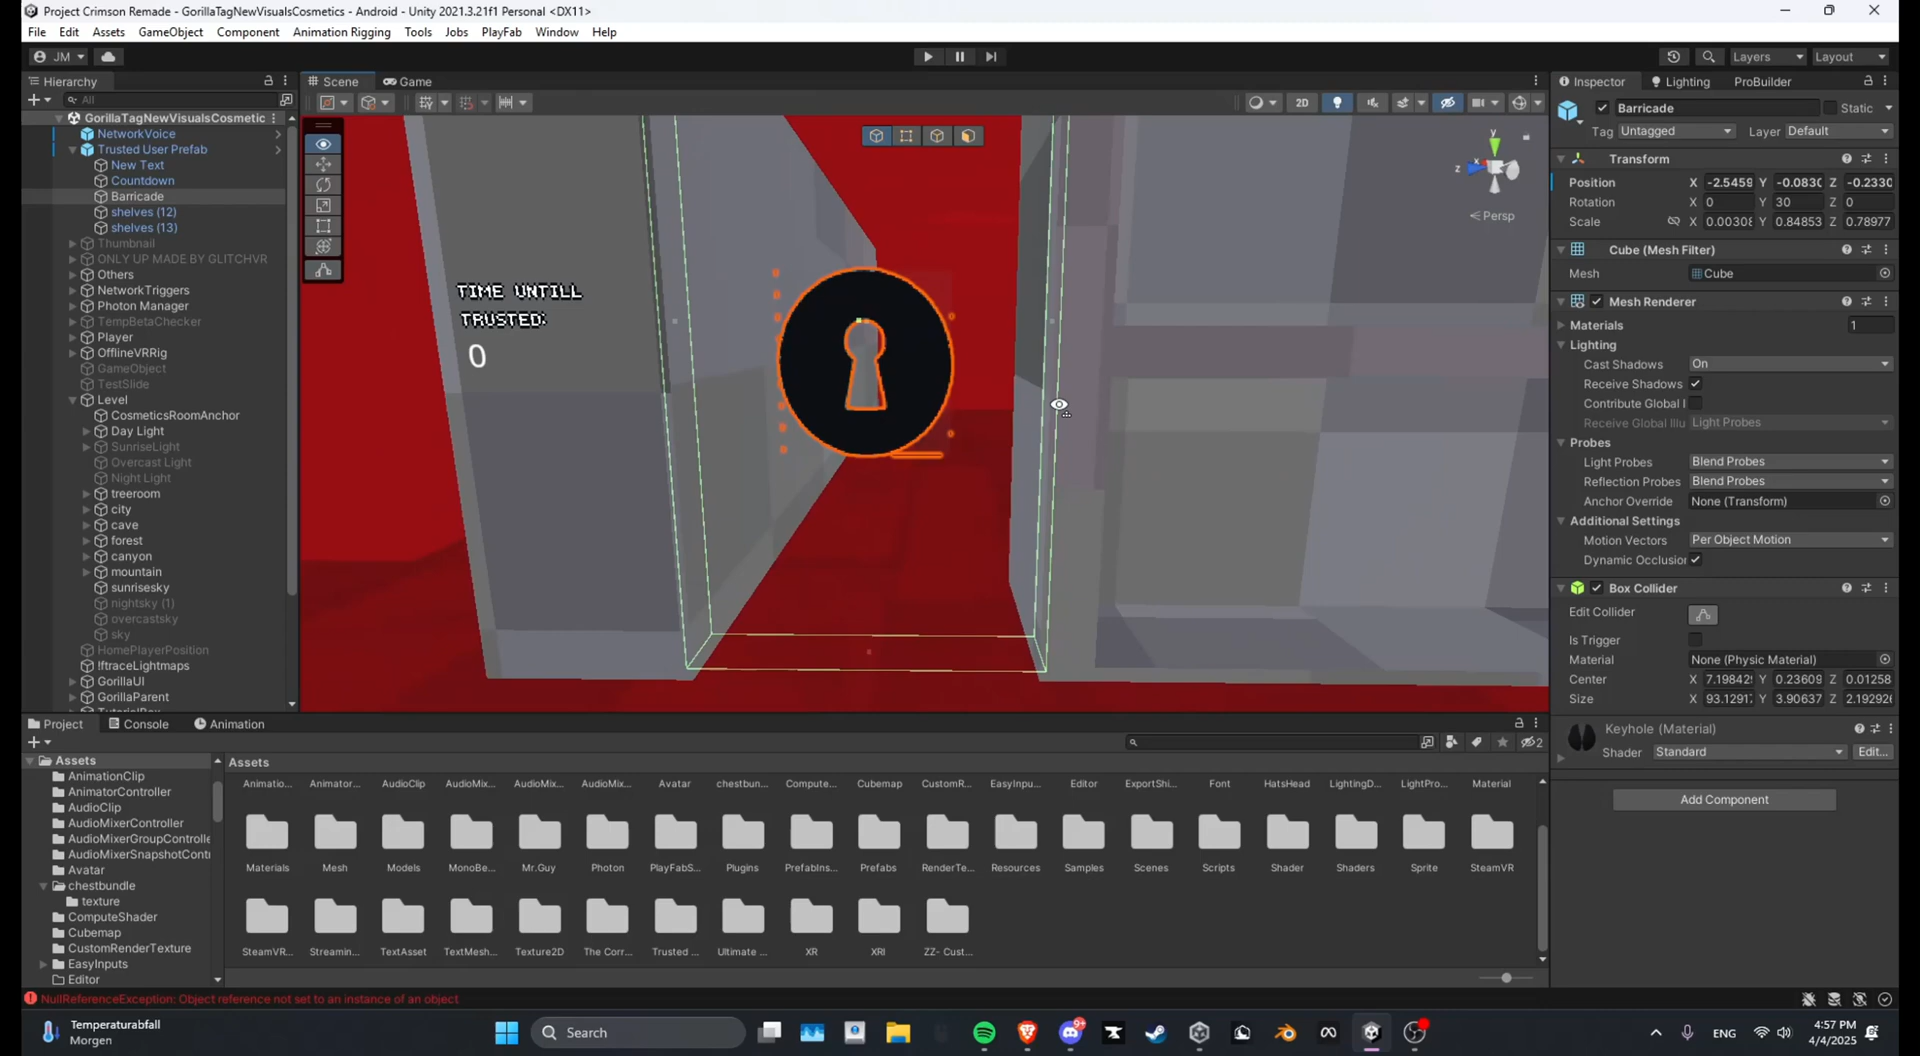 Project Crimson Remade - GorillaTagNewVisualsCosmetics - Android - Unity 2021.3.21f1 Personal <DX11>
File Edit Assets GameObject Component Animation Rigging Tools Jobs PlayFab Window Help
JM
Layers
Layout
Hierarchy
All
GorillaTagNewVisualsCosmetic
NetworkVoice
Trusted User Prefab
New Text
Countdown
Barricade
shelves (12)
shelves (13)
Thumbnail
ONLY UP MADE BY GLITCHVR
Others
NetworkTriggers
Photon Manager
TempBetaChecker
Player
OfflineVRRig
GameObject
TestSlide
Level
CosmeticsRoomAnchor
Day Light
SunriseLight
Overcast Light
Night Light
treeroom
city
cave
forest
canyon
mountain
sunrisesky
nightsky (1)
overcastsky
sky
HomePlayerPosition
!ftraceLightmaps
GorillaUI
GorillaParent
Scene
Game
2D
TIME UNTILL
TRUSTED:
0
y
x
z
Persp
Inspector
Lighting
ProBuilder
Barricade
Static
Tag Untagged
Layer Default
Transform
Position X -2.5459 Y -0.0830 Z -0.2330
Rotation X 0 Y 30 Z 0
Scale X 0.00308 Y 0.84853 Z 0.78977
Cube (Mesh Filter)
Mesh Cube
Mesh Renderer
Materials 1
Lighting
Cast Shadows On
Receive Shadows
Contribute Global I
Receive Global Illu Light Probes
Probes
Light Probes Blend Probes
Reflection Probes Blend Probes
Anchor Override None (Transform)
Additional Settings
Motion Vectors Per Object Motion
Dynamic Occlusior
Box Collider
Edit Collider
Is Trigger
Material None (Physic Material)
Center X 7.19842 Y 0.23609 Z 0.01258
Size X 93.1291 Y 3.90637 Z 2.192926
Keyhole (Material)
Shader Standard Edit...
Add Component
Project
Console
Animation
2
Assets
AnimationClip
AnimatorController
AudioClip
AudioMixerController
AudioMixerGroupControlle
AudioMixerSnapshotContr
Avatar
chestbundle
texture
ComputeShader
Cubemap
CustomRenderTexture
EasyInputs
Editor
Assets
Animatio... Animator... AudioClip AudioMix... AudioMix... AudioMix... Avatar chestbun... Compute... Cubemap CustomR... EasyInpu... Editor ExportShi... Font HatsHead LightingD... LightPro... Material
Materials Mesh Models MonoBe... Mr.Guy Photon PlayFabS... Plugins PrefabIns... Prefabs RenderTe... Resources Samples Scenes Scripts Shader Shaders Sprite SteamVR
SteamVR... Streamin... TextAsset TextMesh... Texture2D The Corr... Trusted ... Ultimate ... XR XRI ZZ- Cust...
NullReferenceException: Object reference not set to an instance of an object
Temperaturabfall
Morgen
Search
9+
ENG
4:57 PM
4/4/2025